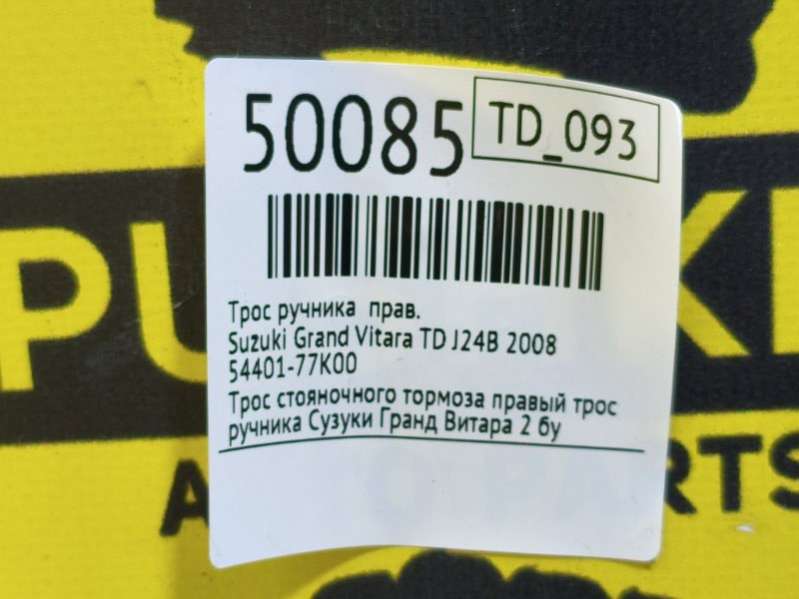 50085
TD_093
Трос ручника прав.
Suzuki Grand Vitara TD J24B 2008
54401-77K00
Трос стояночного тормоза правый трос
ручника Сузуки Гранд Витара 2 бу